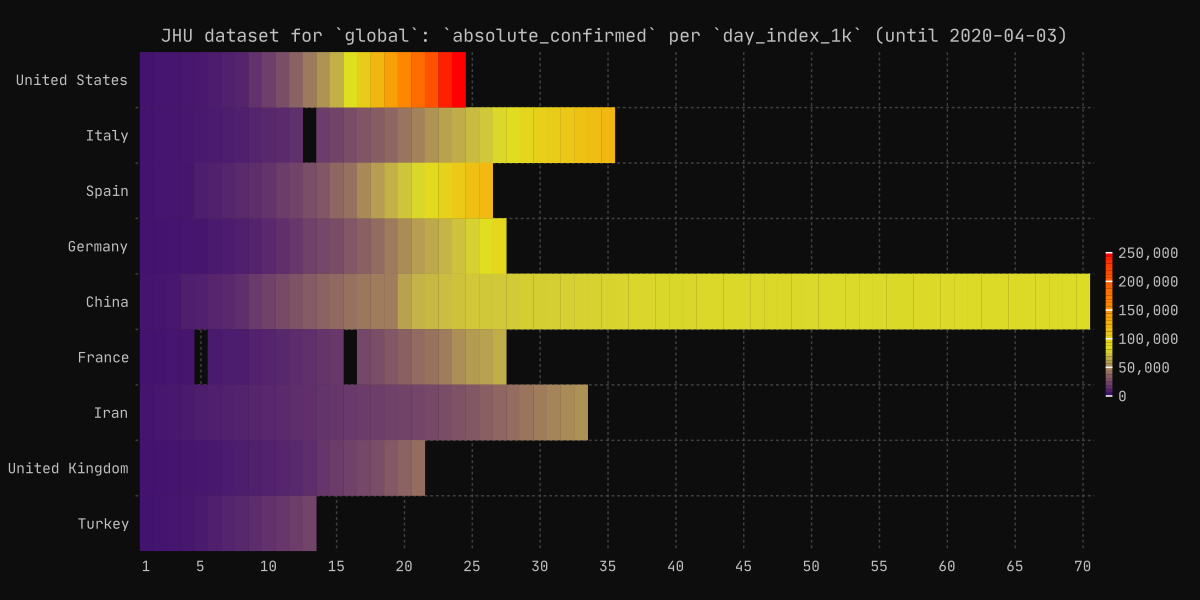 JHU dataset for `global`: `absolute_confirmed` per `day_index_1k` (until 2020-04-03)
United States
Italy
Spain
Germany
China
France
Iran
United Kingdom
Turkey
1 5 10 15 20 25 30 35 40 45 50 55 60 65 70
250,000
200,000
150,000
100,000
50,000
0